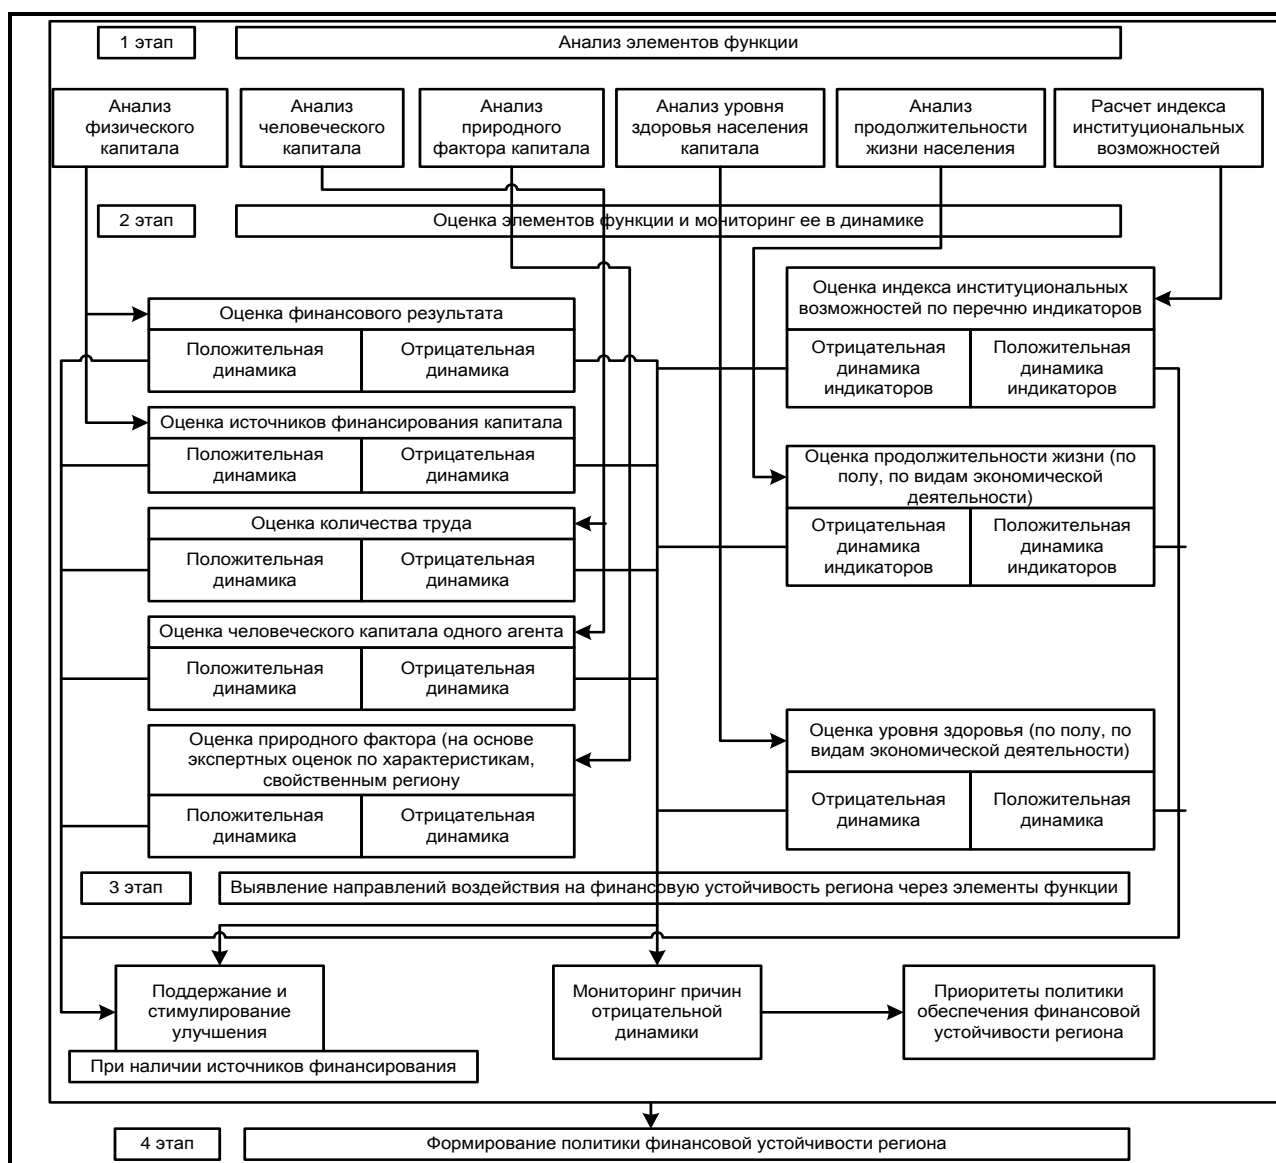 1 этап
Анализ элементов функции
Анализ
физического
капитала
Анализ
человеческого
капитала
Анализ
природного
фактора капитала
Анализ уровня
здоровья населения
капитала
Анализ
продолжительности
жизни населения
Расчет индекса
институциональных
возможностей
2 этап
Оценка элементов функции и мониторинг ее в динамике
Оценка финансового результата
Положительная
динамика
Отрицательная
динамика
Оценка источников финансирования капитала
Положительная
динамика
Отрицательная
динамика
Оценка количества труда
Положительная
динамика
Отрицательная
динамика
Оценка человеческого капитала одного агента
Положительная
динамика
Отрицательная
динамика
Оценка природного фактора (на основе
экспертных оценок по характеристикам,
свойственным региону
Положительная
динамика
Отрицательная
динамика
Оценка индекса институциональных
возможностей по перечню индикаторов
Отрицательная
динамика
индикаторов
Положительная
динамика
индикаторов
Оценка продолжительности жизни (по
полу, по видам экономической
деятельности)
Отрицательная
динамика
индикаторов
Положительная
динамика
индикаторов
Оценка уровня здоровья (по полу, по
видам экономической деятельности)
Отрицательная
динамика
Положительная
динамика
3 этап
Выявление направлений воздействия на финансовую устойчивость региона через элементы функции
Поддержание и
стимулирование
улучшения
При наличии источников финансирования
Мониторинг причин
отрицательной
динамики
Приоритеты политики
обеспечения финансовой
устойчивости региона
4 этап
Формирование политики финансовой устойчивости региона